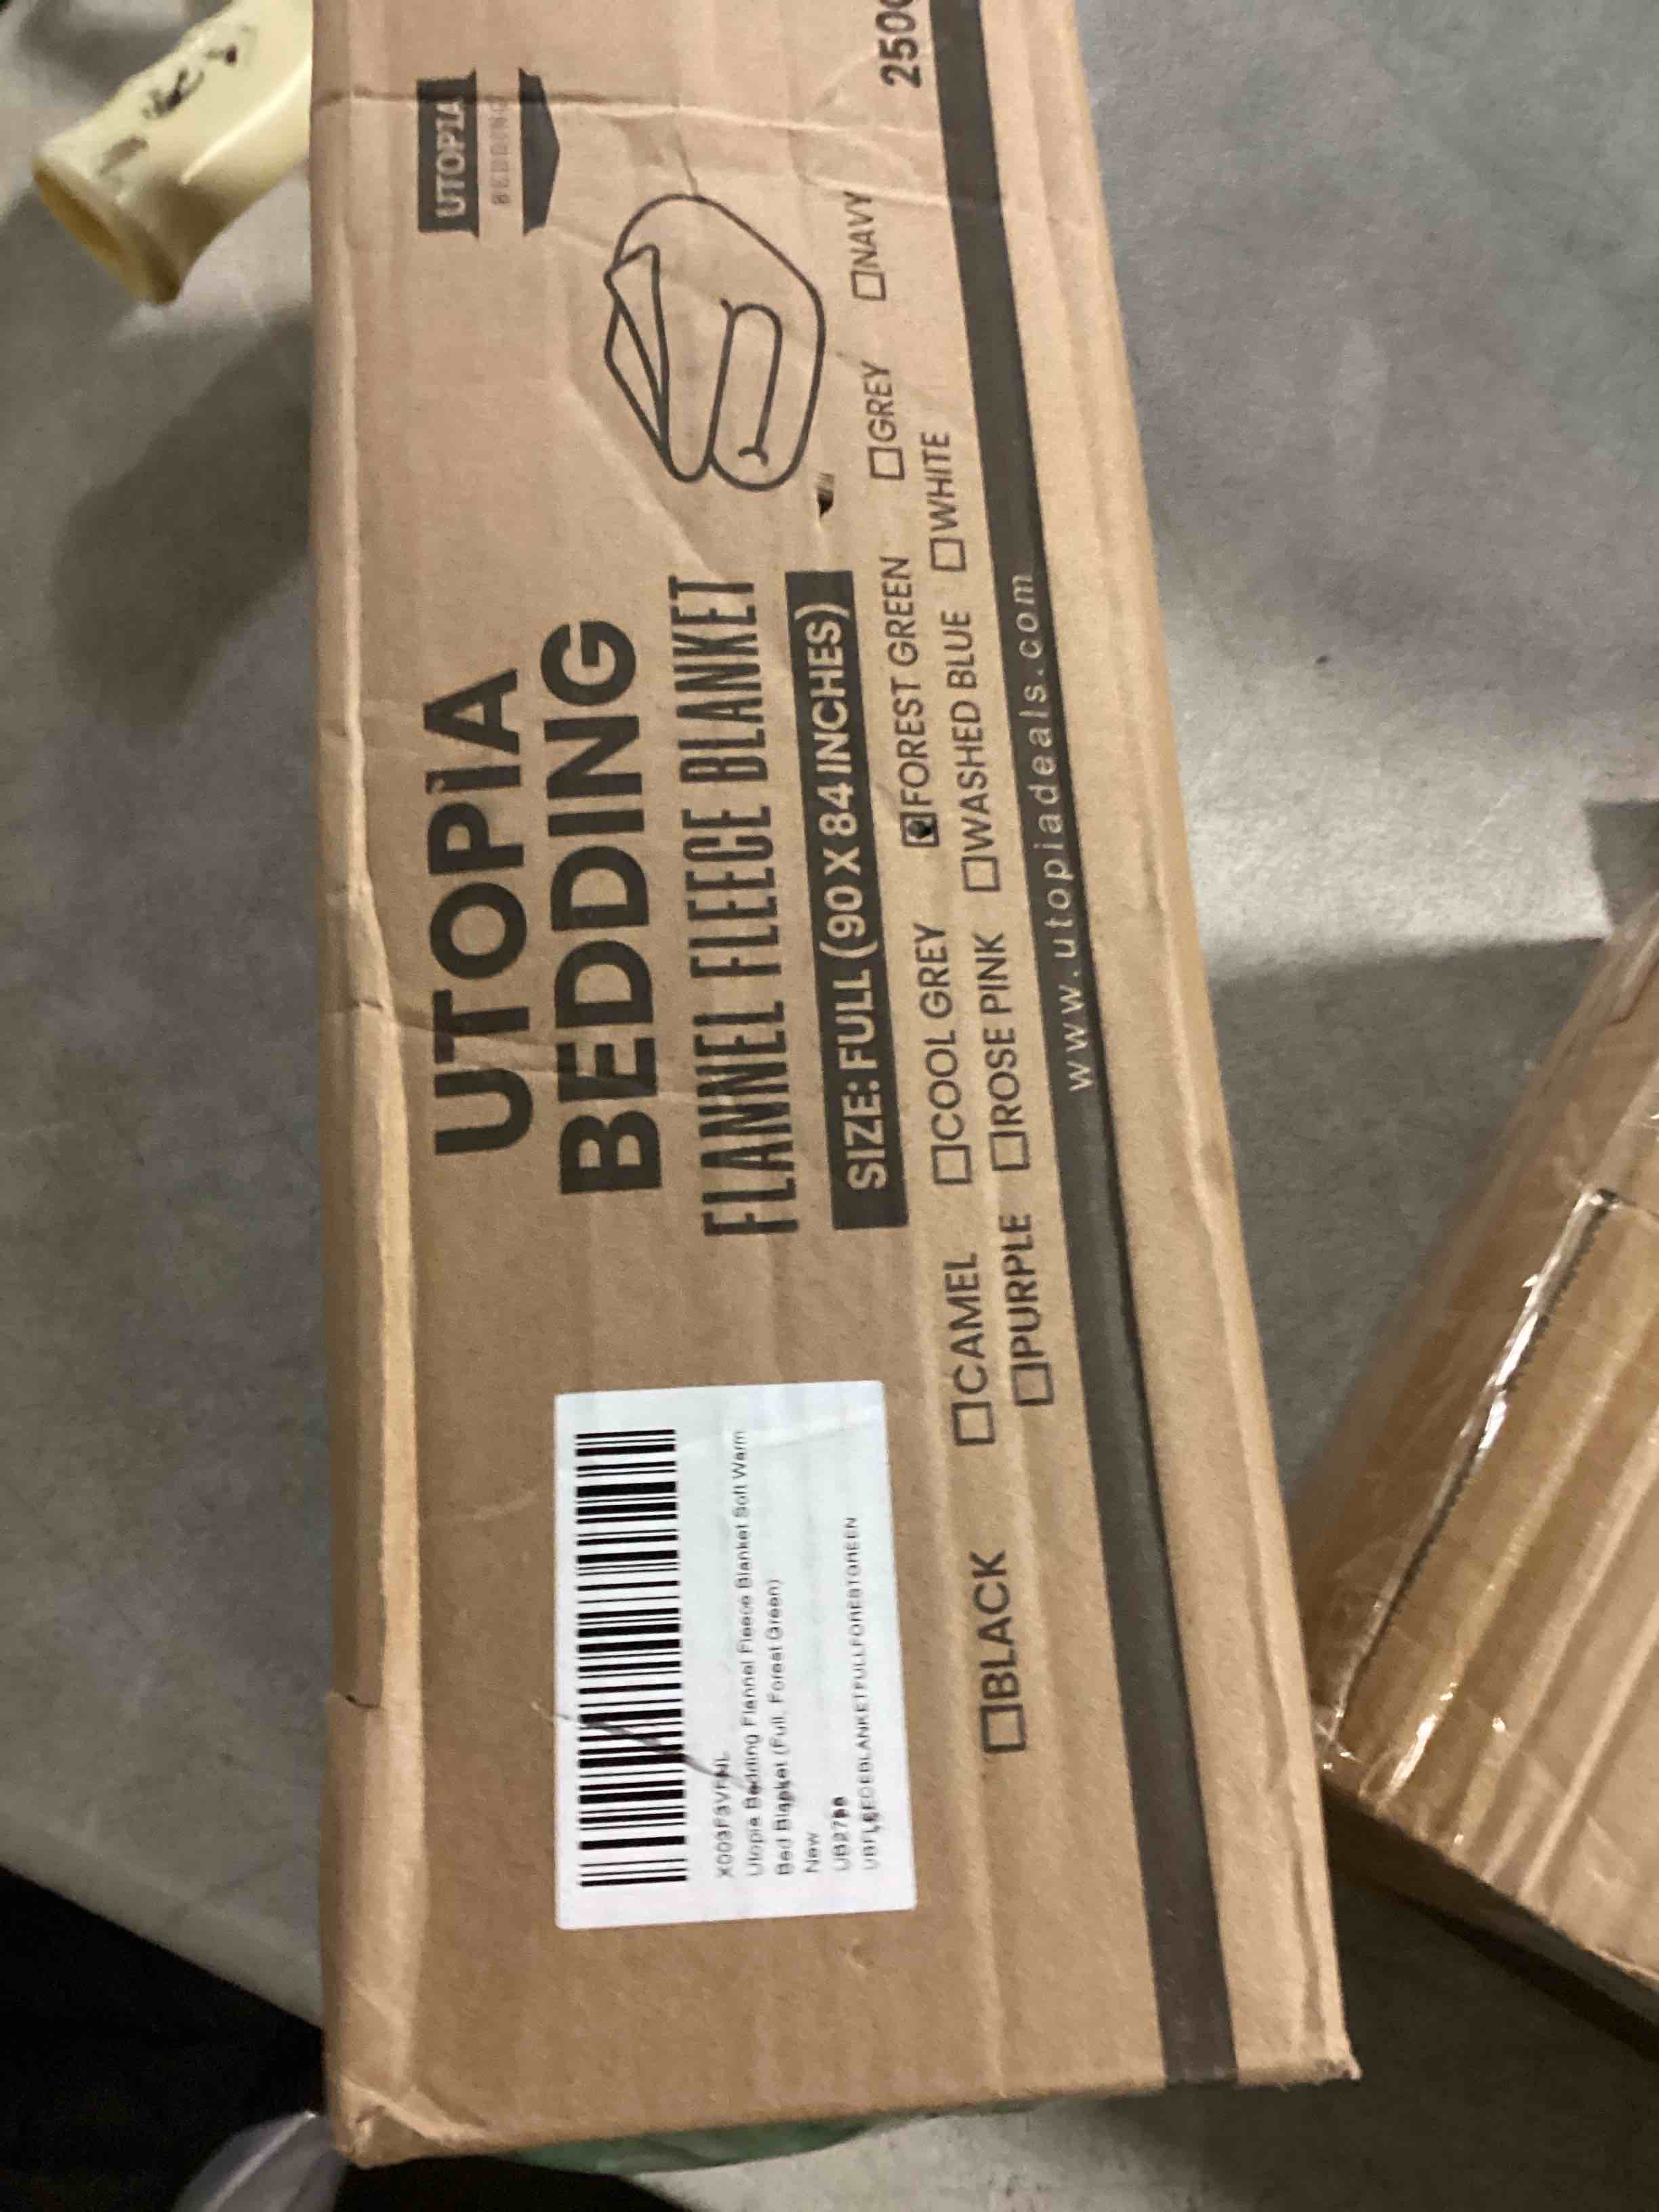 UTOPIA
BEDDING
UTOPIA
BEDDING
FLANNEL FLEECE BLANKET
SIZE: FULL (90 X 84 INCHES)
BLACK
CAMEL
COOL GREY
FOREST GREEN
GREY
NAVY
PURPLE
ROSE PINK
WASHED BLUE
WHITE
www.utopiadeals.com
Utopia Bedding Flannel Fleece Blanket Soft Warm
Bed Blanket (Full, Forest Green)
New
UBFLEECEBLANKETFULLFORESTGREEN